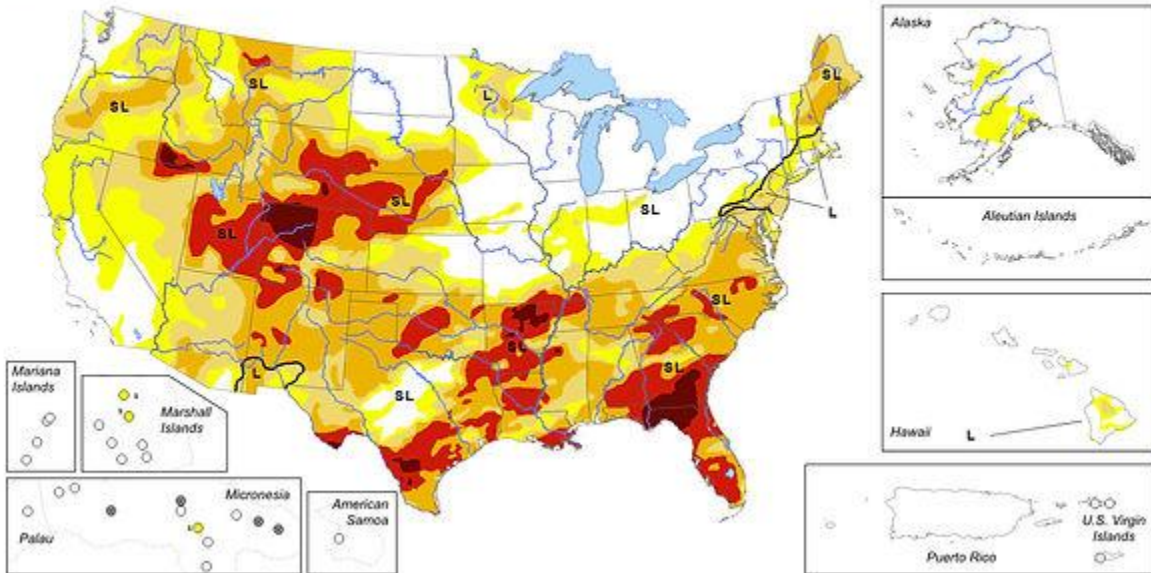 Alaska
SL
SL
SL
L
Aleutian Islands
SL
SL
SL
L
SL
SL
SL
L
SL
Mariana
Islands
Marshall
Islands
S
S
Hawaii
L
Micronesia
Palau
S
American
Samoa
U.S. Virgin
Islands
Puerto Rico